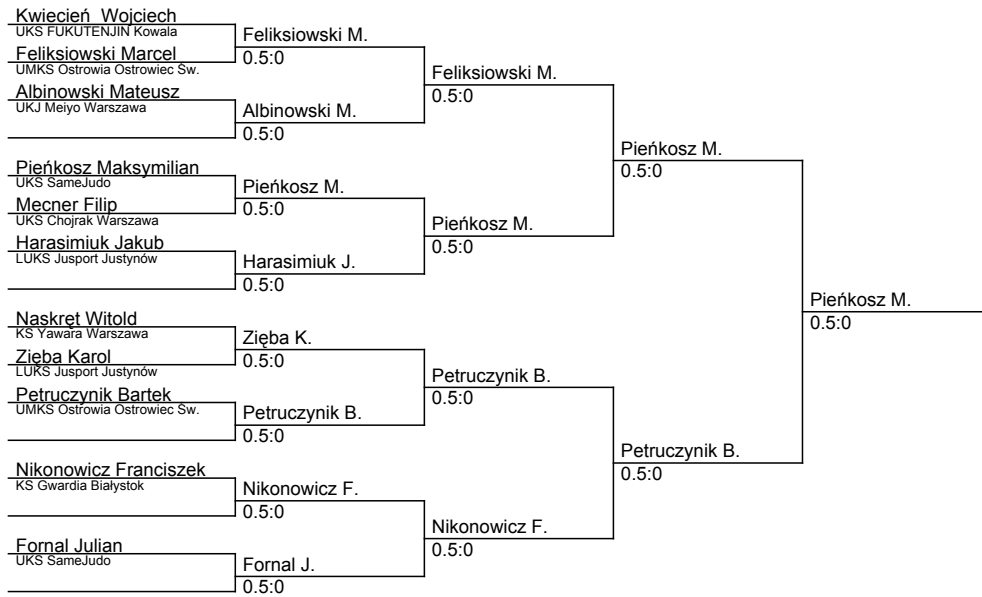 Kwiecień  Wojciech
UKS FUKUTENJIN Kowala
Feliksiowski Marcel
UMKS Ostrowia Ostrowiec Św.
Albinowski Mateusz
UKJ Meiyo Warszawa
Pieńkosz Maksymilian
UKS SameJudo
Mecner Filip
UKS Chojrak Warszawa
Harasimiuk Jakub
LUKS Jusport Justynów
Naskręt Witold
KS Yawara Warszawa
Zięba Karol
LUKS Jusport Justynów
Petruczynik Bartek
UMKS Ostrowia Ostrowiec Św.
Nikonowicz Franciszek
KS Gwardia Białystok
Fornal Julian
UKS SameJudo
Feliksiowski M.
0.5:0
Albinowski M.
0.5:0
Pieńkosz M.
0.5:0
Harasimiuk J.
0.5:0
Zięba K.
0.5:0
Petruczynik B.
0.5:0
Nikonowicz F.
0.5:0
Fornal J.
0.5:0
Feliksiowski M.
0.5:0
Pieńkosz M.
0.5:0
Petruczynik B.
0.5:0
Nikonowicz F.
0.5:0
Pieńkosz M.
0.5:0
Petruczynik B.
0.5:0
Pieńkosz M.
0.5:0